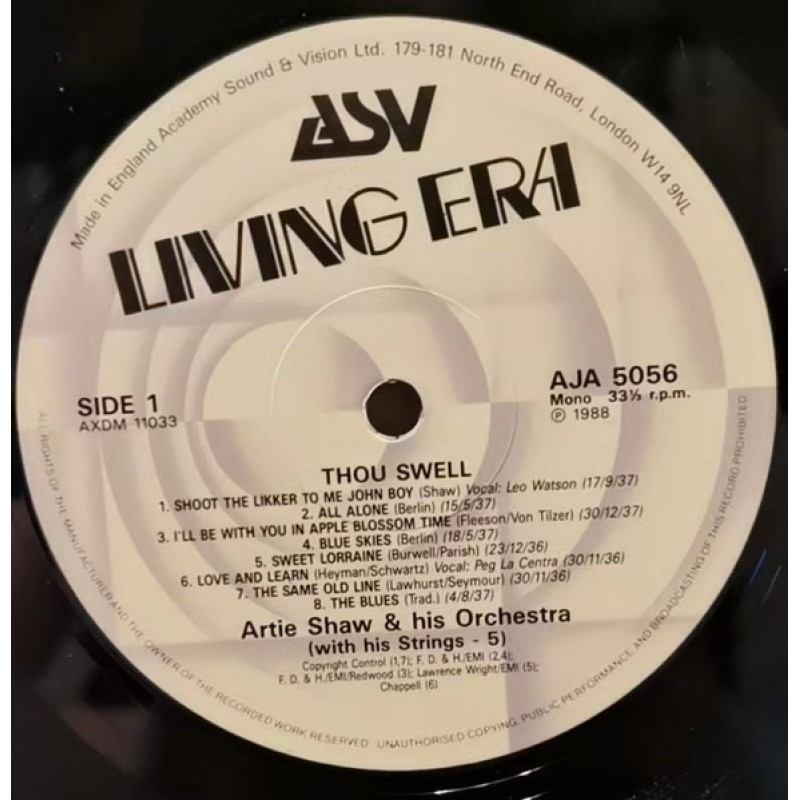 Made in England Academy Sound & Vision Ltd. 179-181 North End Road, London W14 9NL
ASV
LIVING ERA
SIDE 1
AXDM 11033
AJA 5056
Mono 33⅓ r.p.m.
℗ 1988
THOU SWELL
1. SHOOT THE LIKKER TO ME JOHN BOY (Shaw) Vocal: Leo Watson (17/9/37)
2. ALL ALONE (Berlin) (15/5/37)
3. I'LL BE WITH YOU IN APPLE BLOSSOM TIME (Fleeson/Von Tilzer) (30/12/37)
4. BLUE SKIES (Berlin) (18/5/37)
5. SWEET LORRAINE (Burwell/Parish) (23/12/36)
6. LOVE AND LEARN (Heyman/Schwartz) Vocal: Peg La Centra (30/11/36)
7. THE SAME OLD LINE (Lawhurst/Seymour) (30/11/36)
8. THE BLUES (Trad.) (4/8/37)
Artie Shaw & his Orchestra
(with his Strings - 5)
Copyright Control (1,7); F. D. & H./EMI (2,4);
F. D. & H./EMI/Redwood (3); Lawrence Wright/EMI (5);
Chappell (6)
ALL RIGHTS OF THE MANUFACTURER AND THE OWNER OF THE RECORDED WORK RESERVED UNAUTHORISED COPYING, PUBLIC PERFORMANCE AND BROADCASTING OF THIS RECORD PROHIBITED